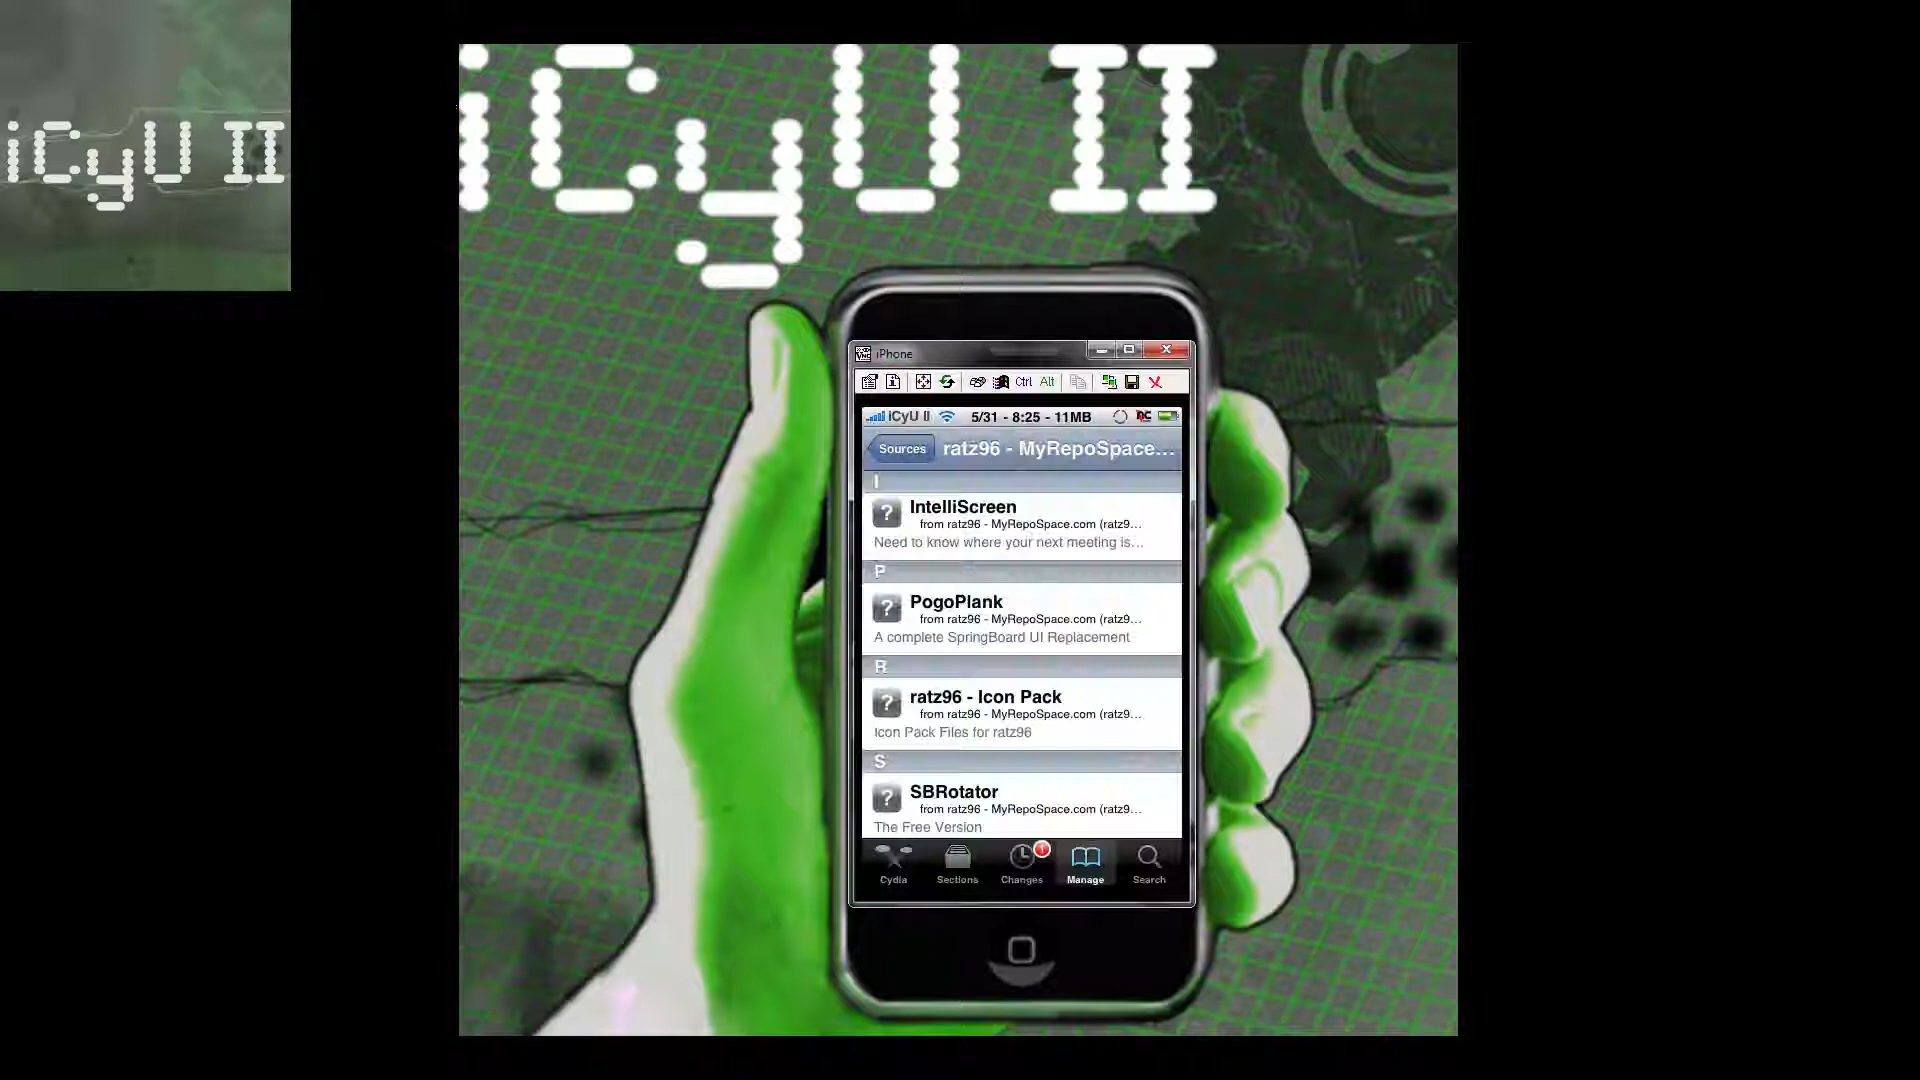 iCyU II
iCyU II
iPhone
Ctrl Alt
iCyU II 5/31 - 8:25 - 11MB
Sources ratz96 - MyRepoSpace...
I
IntelliScreen
from ratz96 - MyRepoSpace.com (ratz9...
Need to know where your next meeting is...
P
PogoPlank
from ratz96 - MyRepoSpace.com (ratz9...
A complete SpringBoard UI Replacement
R
ratz96 - Icon Pack
from ratz96 - MyRepoSpace.com (ratz9...
Icon Pack Files for ratz96
S
SBRotator
from ratz96 - MyRepoSpace.com (ratz9...
The Free Version
1
Cydia Sections Changes Manage Search